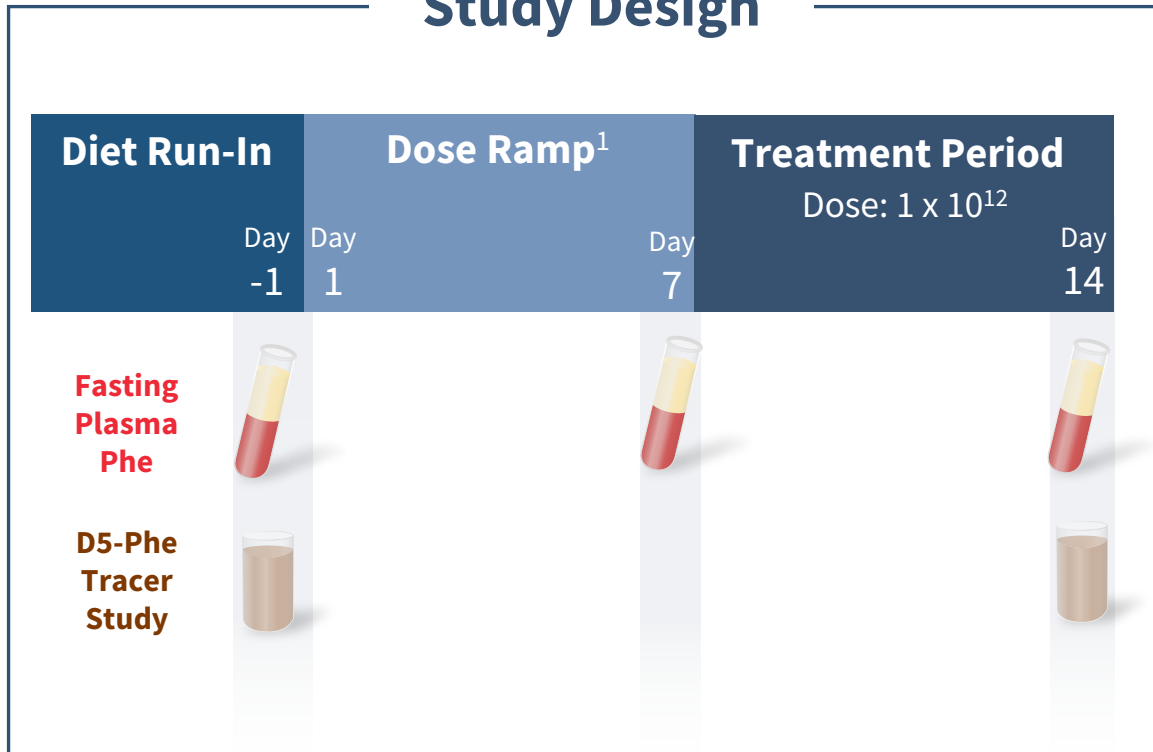 Study Design
Diet Run-In
Day
-1
Dose Ramp¹
Day
1
Day
7
Treatment Period
Dose: 1 x 10¹²
Day
14
Fasting
Plasma
Phe
D5-Phe
Tracer
Study